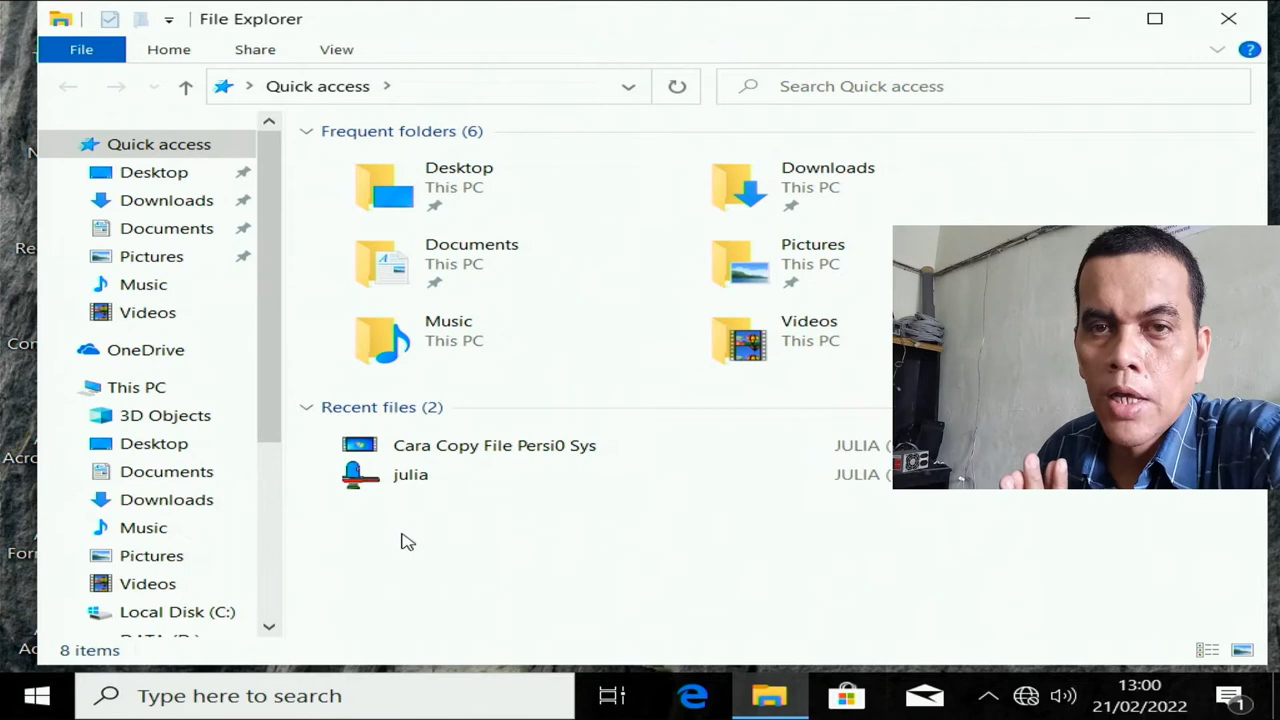 File Explorer
File Home Share View
Quick access
Search Quick access
Quick access
Desktop
Downloads
Documents
Pictures
Music
Videos
OneDrive
This PC
3D Objects
Desktop
Documents
Downloads
Music
Pictures
Videos
Local Disk (C:)
Frequent folders (6)
Desktop
This PC
Downloads
This PC
Documents
This PC
Pictures
This PC
Music
This PC
Videos
This PC
Recent files (2)
Cara Copy File Persi0 Sys JULIA (
julia JULIA (
8 items
Type here to search
13:00
21/02/2022
1